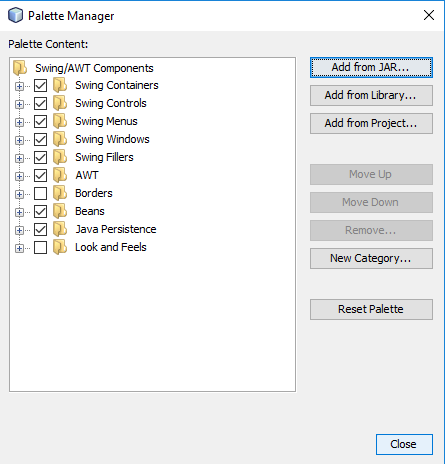 Palette Manager
Palette Content:
Swing/AWT Components
Swing Containers
Swing Controls
Swing Menus
Swing Windows
Swing Fillers
AWT
Borders
Beans
Java Persistence
Look and Feels
Add from JAR...
Add from Library...
Add from Project...
Move Up
Move Down
Remove...
New Category...
Reset Palette
Close